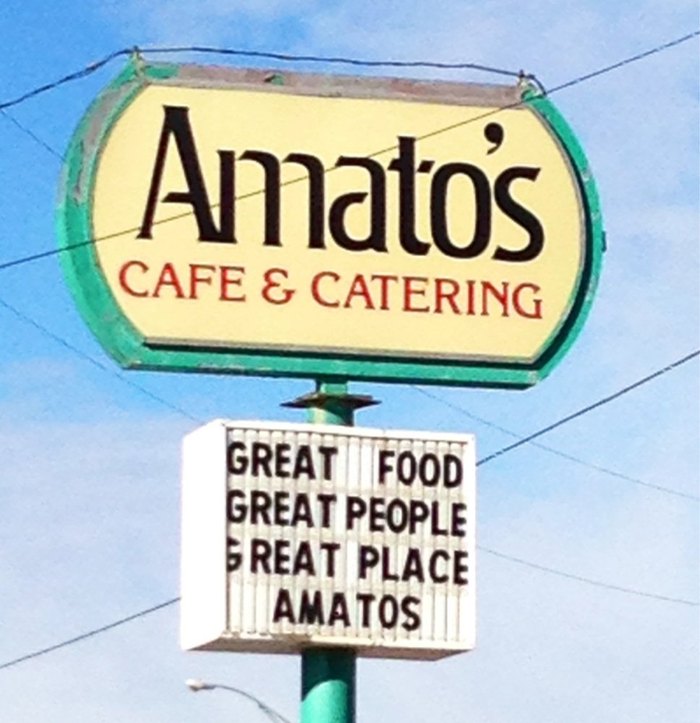 Amato's
CAFE & CATERING
GREAT FOOD
GREAT PEOPLE
GREAT PLACE
AMATOS